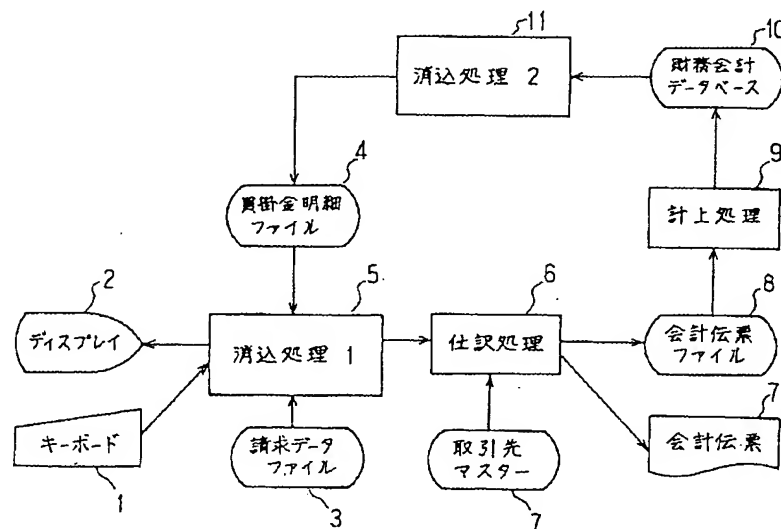 11
消込処理 2
10
財務会計
データベース
4
買掛金明細
ファイル
9
計上処理
2
ディスプレイ
5
消込処理 1
6
仕訳処理
8
会計伝票
ファイル
キーボード
1
請求データ
ファイル
3
取引先
マスター
7
7
会計伝票